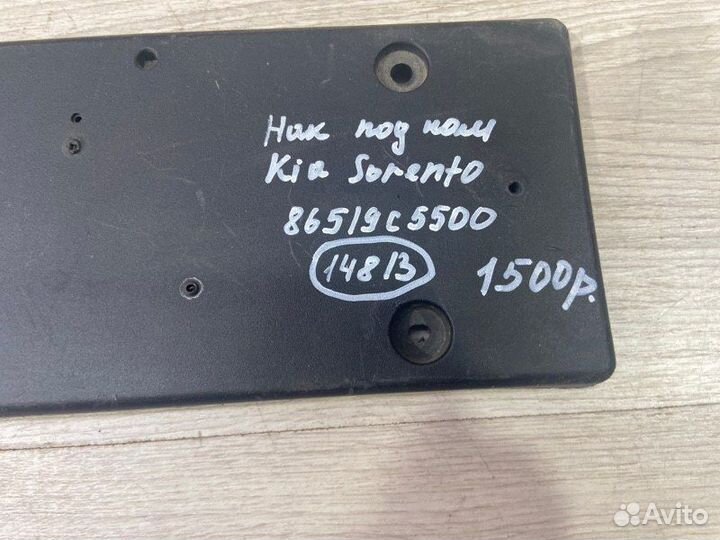 Нак под ном
Kia Sorento
86519c5500
14813 1500р.
Avito